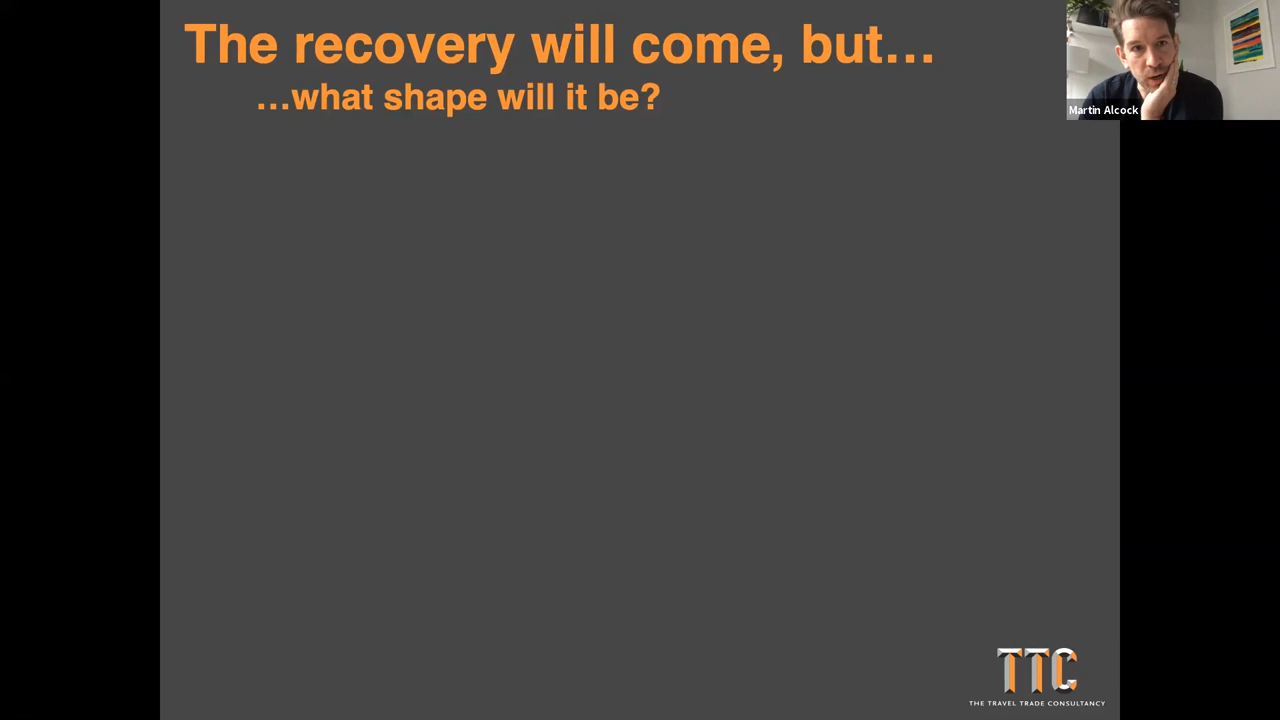 The recovery will come, but…
…what shape will it be?
Martin Alcock
TTC
THE TRAVEL TRADE CONSULTANCY